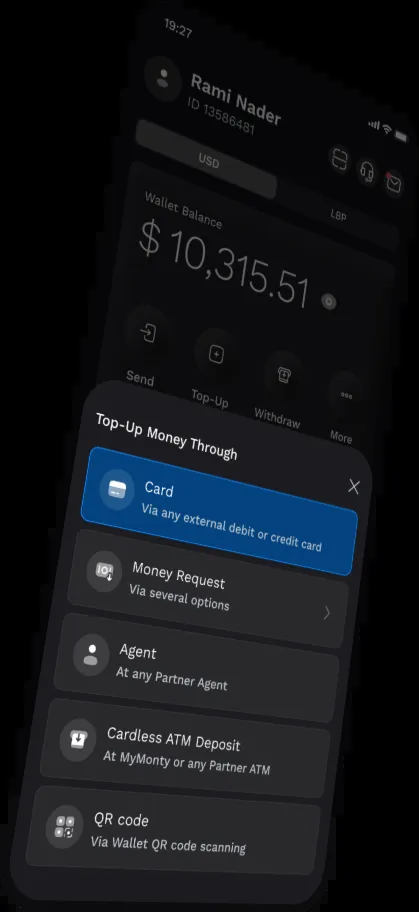 19:27
Rami Nader
ID 13586481
USD
LBP
Wallet Balance
$ 10,315.51
Send
Top-Up
Withdraw
More
Top-Up Money Through
Card
Via any external debit or credit card
Money Request
Via several options
Agent
At any Partner Agent
Cardless ATM Deposit
At MyMonty or any Partner ATM
QR code
Via Wallet QR code scanning